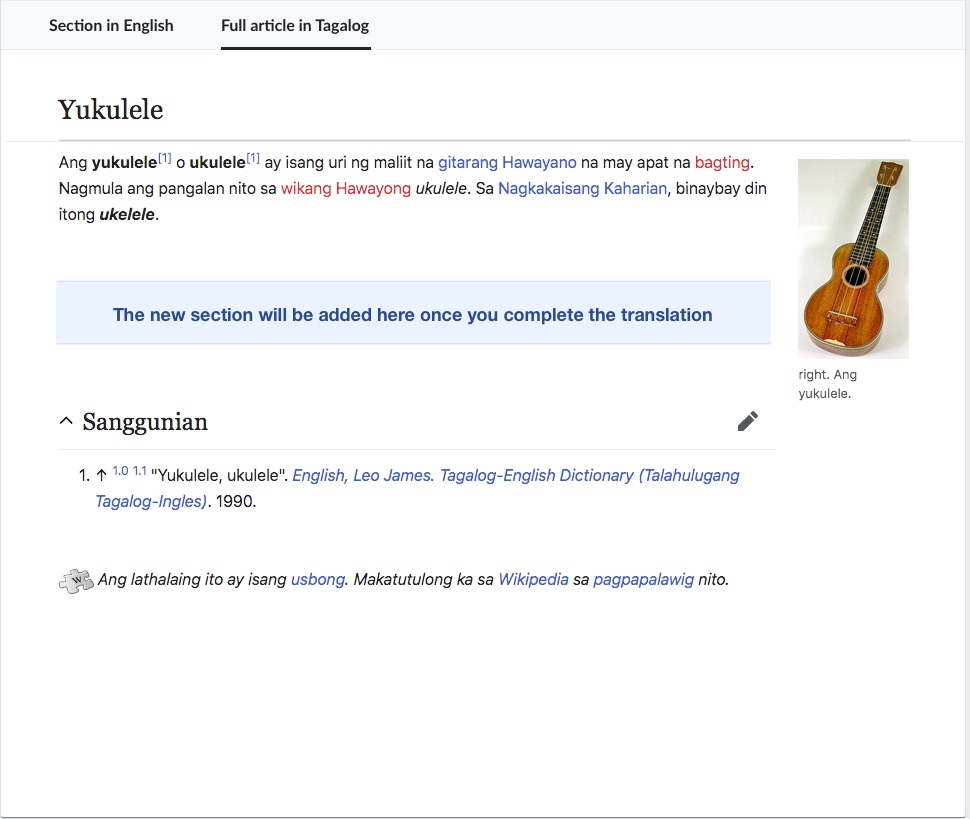 Section in English
Full article in Tagalog
Yukulele
Ang yukulele[1] o ukulele[1] ay isang uri ng maliit na gitarang Hawayano na may apat na bagting.
Nagmula ang pangalan nito sa wikang Hawayong ukulele. Sa Nagkakaisang Kaharian, binaybay din
itong ukelele.
right. Ang
yukulele.
The new section will be added here once you complete the translation
Sanggunian
1. ↑ 1.0 1.1 "Yukulele, ukulele". English, Leo James. Tagalog-English Dictionary (Talahulugang
Tagalog-Ingles). 1990.
W
Ang lathalaing ito ay isang usbong. Makatutulong ka sa Wikipedia sa pagpapalawig nito.